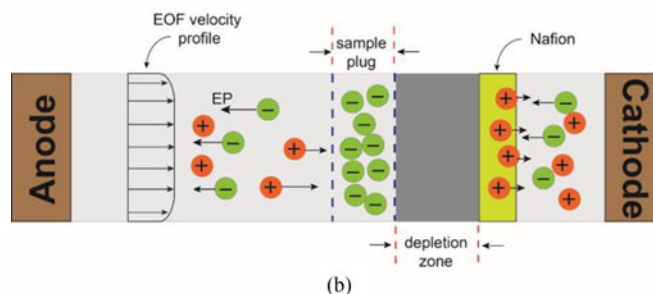 EOF velocity
profile
sample
plug
Nafion
Anode
EP
Cathode
depletion
zone
(b)